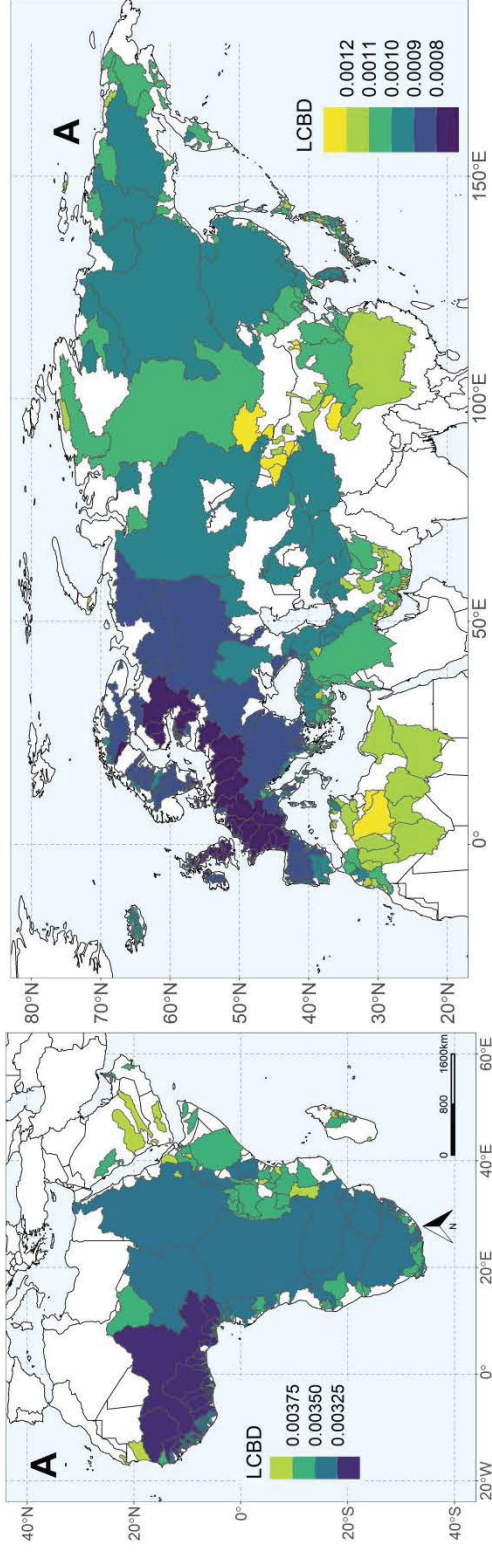 A
LCBD
0.0012
0.0011
0.0010
0.0009
0.0008
80°N
70°N
60°N
50°N
40°N
30°N
20°N
0°
50°E
100°E
150°E
A
LCBD
0.00375
0.00350
0.00325
0 800 1600km
N
40°N
20°N
0°
20°S
40°S
20°W
0°
20°E
40°E
60°E